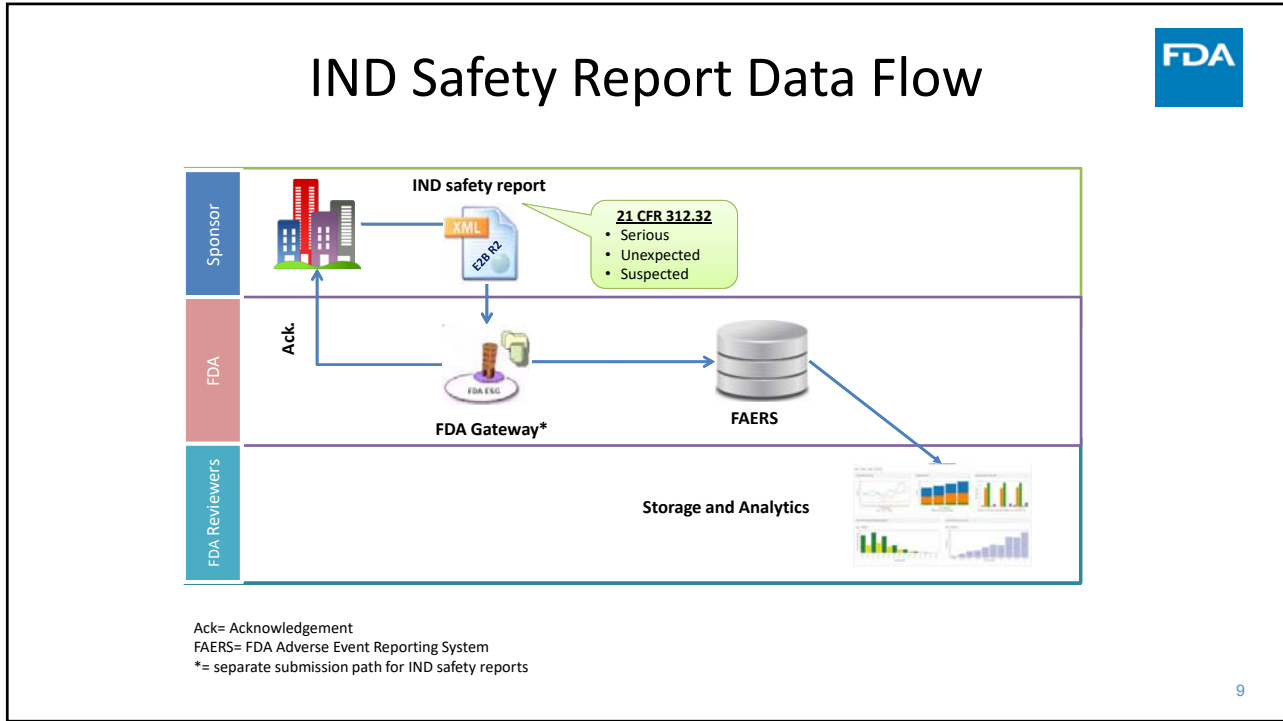 IND Safety Report Data Flow
FDA
Sponsor
IND safety report
XML
E2B R2
21 CFR 312.32
• Serious
• Unexpected
• Suspected
FDA
Ack.
FDA ESG
FDA Gateway*
FAERS
FDA Reviewers
Storage and Analytics
Ack= Acknowledgement
FAERS= FDA Adverse Event Reporting System
*= separate submission path for IND safety reports
9